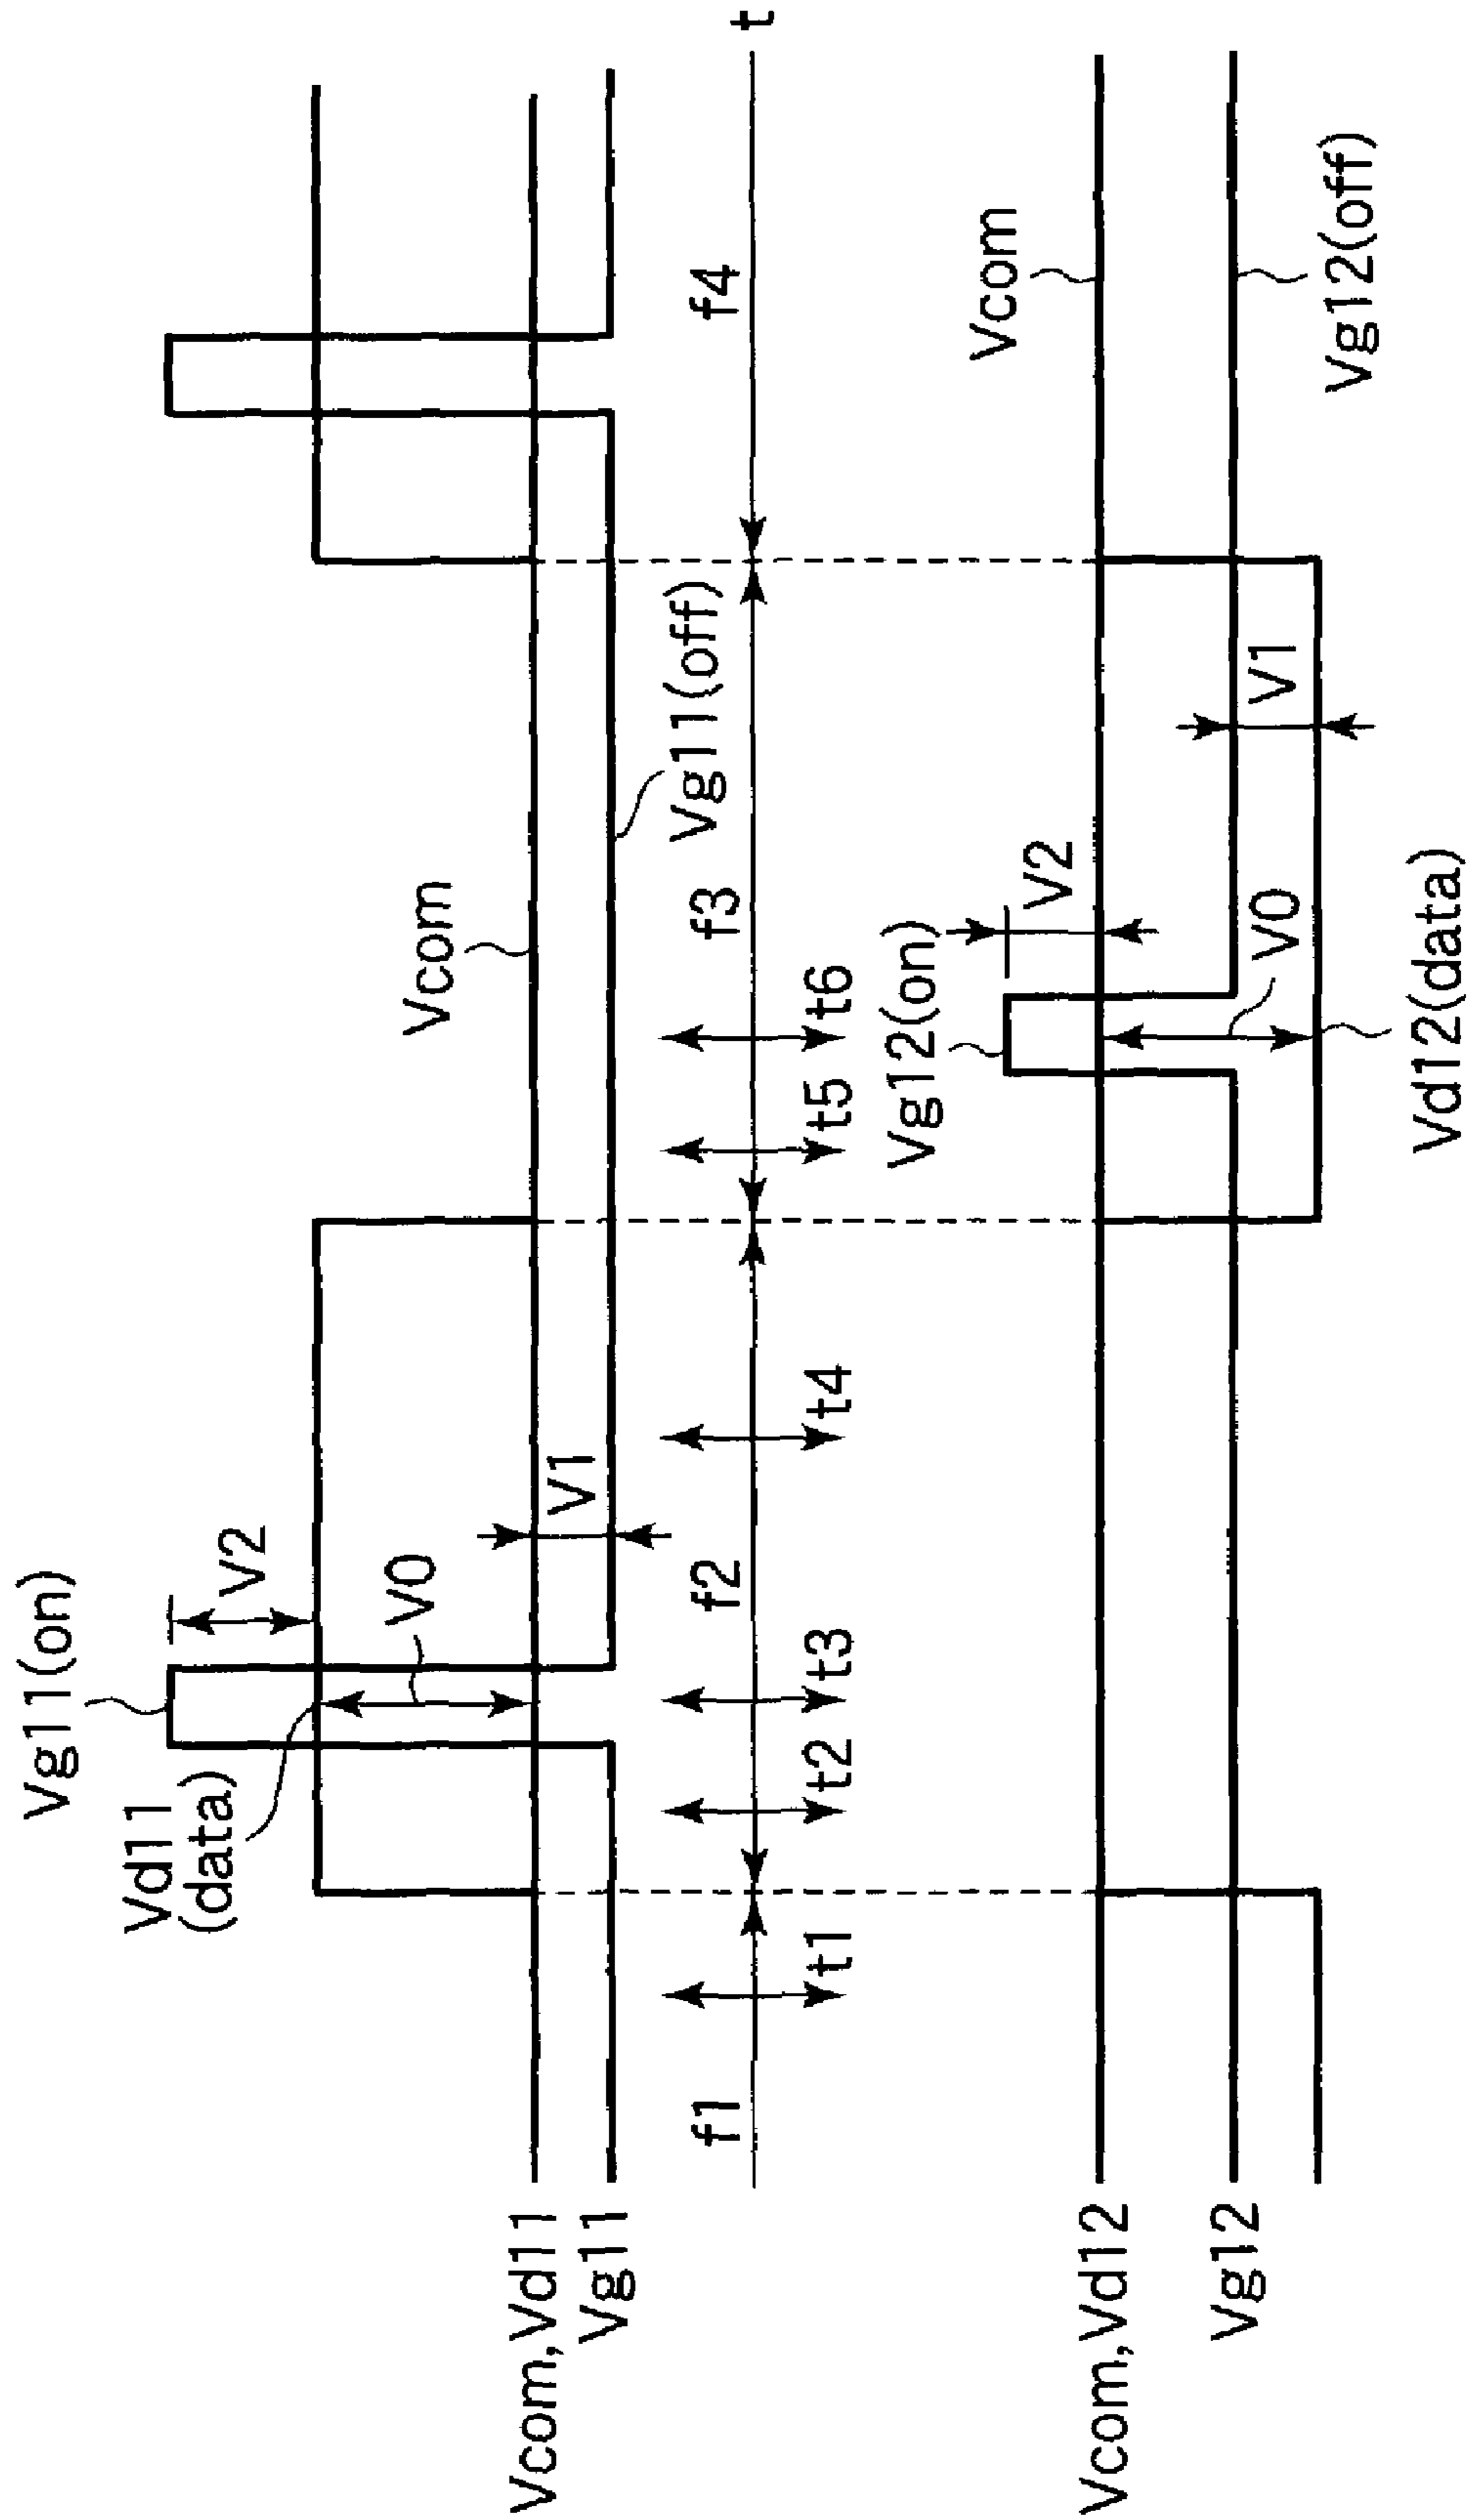 Vg11(on)
Vd11
(data)
V2
V0
Vcom
V1
Vcom,Vd11
Vg11
Vg11(off)
f1
f2
f3
f4
t
t1
t2
t3
t4
t5
t6
Vg12(on)
V2
Vcom
Vcom,Vd12
Vg12
V0
V1
Vg12(off)
Vd12(data)